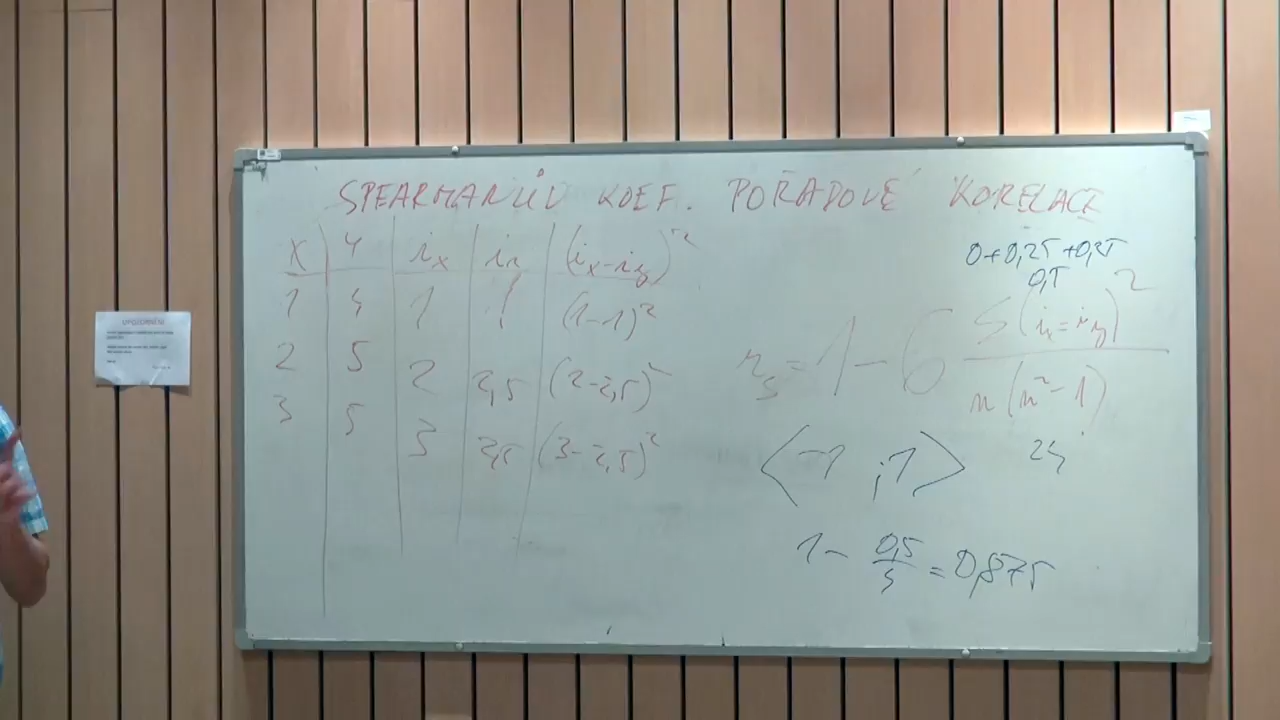 SPEARMANŮV KOEF. POŘADOVÉ KORELACE
X Y ix iy (ix-iy)²
1 4 1 1 (1-1)²
2 5 2 2,5 (2-2,5)²
3 5 3 2,5 (3-2,5)²
0+0,25+0,25
0,5
rs = 1 - 6 S(ix-iy)² / n(n²-1)
24
⟨-1 ; 1⟩
1 - 0,5/4 = 0,875
UPOZORNĚNÍ